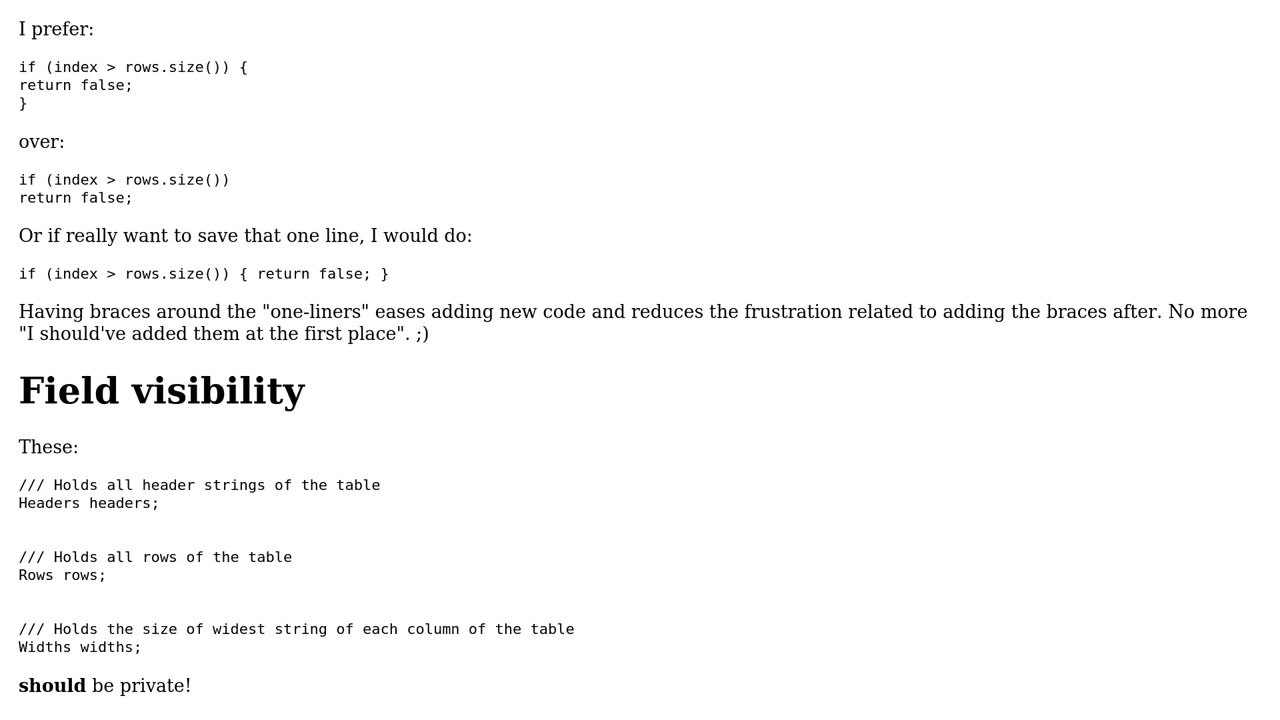 I prefer:
if (index > rows.size()) {
return false;
}
over:
if (index > rows.size())
return false;
Or if really want to save that one line, I would do:
if (index > rows.size()) { return false; }
Having braces around the "one-liners" eases adding new code and reduces the frustration related to adding the braces after. No more
"I should've added them at the first place". ;)
Field visibility
These:
/// Holds all header strings of the table
Headers headers;
/// Holds all rows of the table
Rows rows;
/// Holds the size of widest string of each column of the table
Widths widths;
should be private!